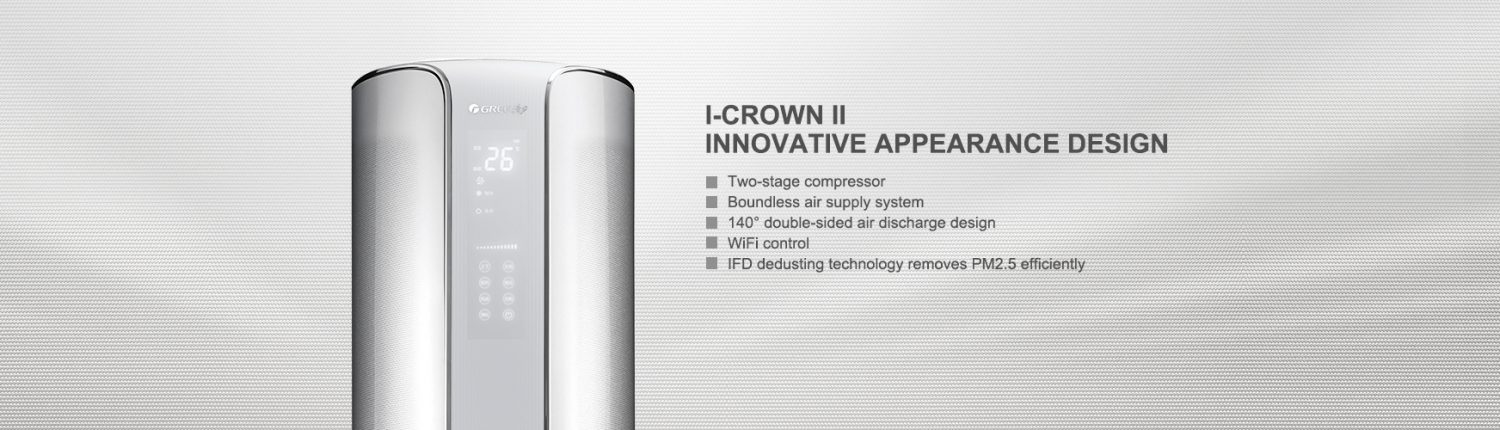 GREE
26
I-CROWN II
INNOVATIVE APPEARANCE DESIGN
Two-stage compressor
Boundless air supply system
140° double-sided air discharge design
WiFi control
IFD dedusting technology removes PM2.5 efficiently